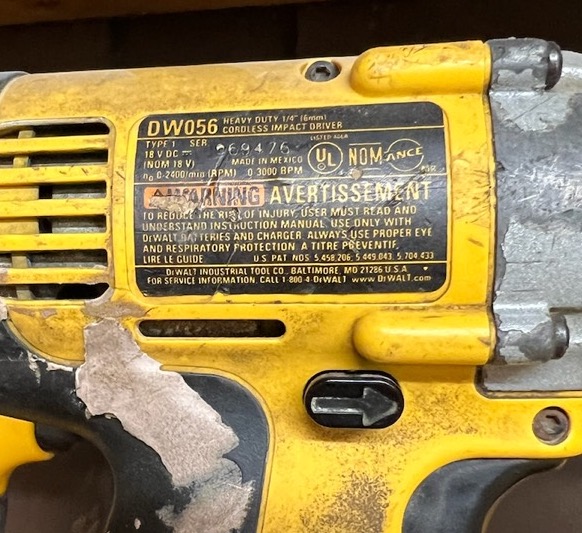 DW056 HEAVY DUTY 1/4" (6mm)
CORDLESS IMPACT DRIVER
TYPE 1 SER 969476
18 V DC
(NOM 18 V) MADE IN MEXICO
n₀ 0-2400/min (RPM) 0-3000 BPM
UL
NOM ANCE
WARNING AVERTISSEMENT
TO REDUCE THE RISK OF INJURY, USER MUST READ AND
UNDERSTAND INSTRUCTION MANUAL. USE ONLY WITH
DEWALT BATTERIES AND CHARGER. ALWAYS USE PROPER EYE
AND RESPIRATORY PROTECTION. A TITRE PŔEVENTIF,
LIRE LE GUIDE. U.S. PAT. NOS. 5,458,206; 5,449,043; 5,704,433
DEWALT INDUSTRIAL TOOL CO., BALTIMORE, MD 21286 U.S.A.
FOR SERVICE INFORMATION, CALL 1-800-4-DEWALT www.DEWALT.com